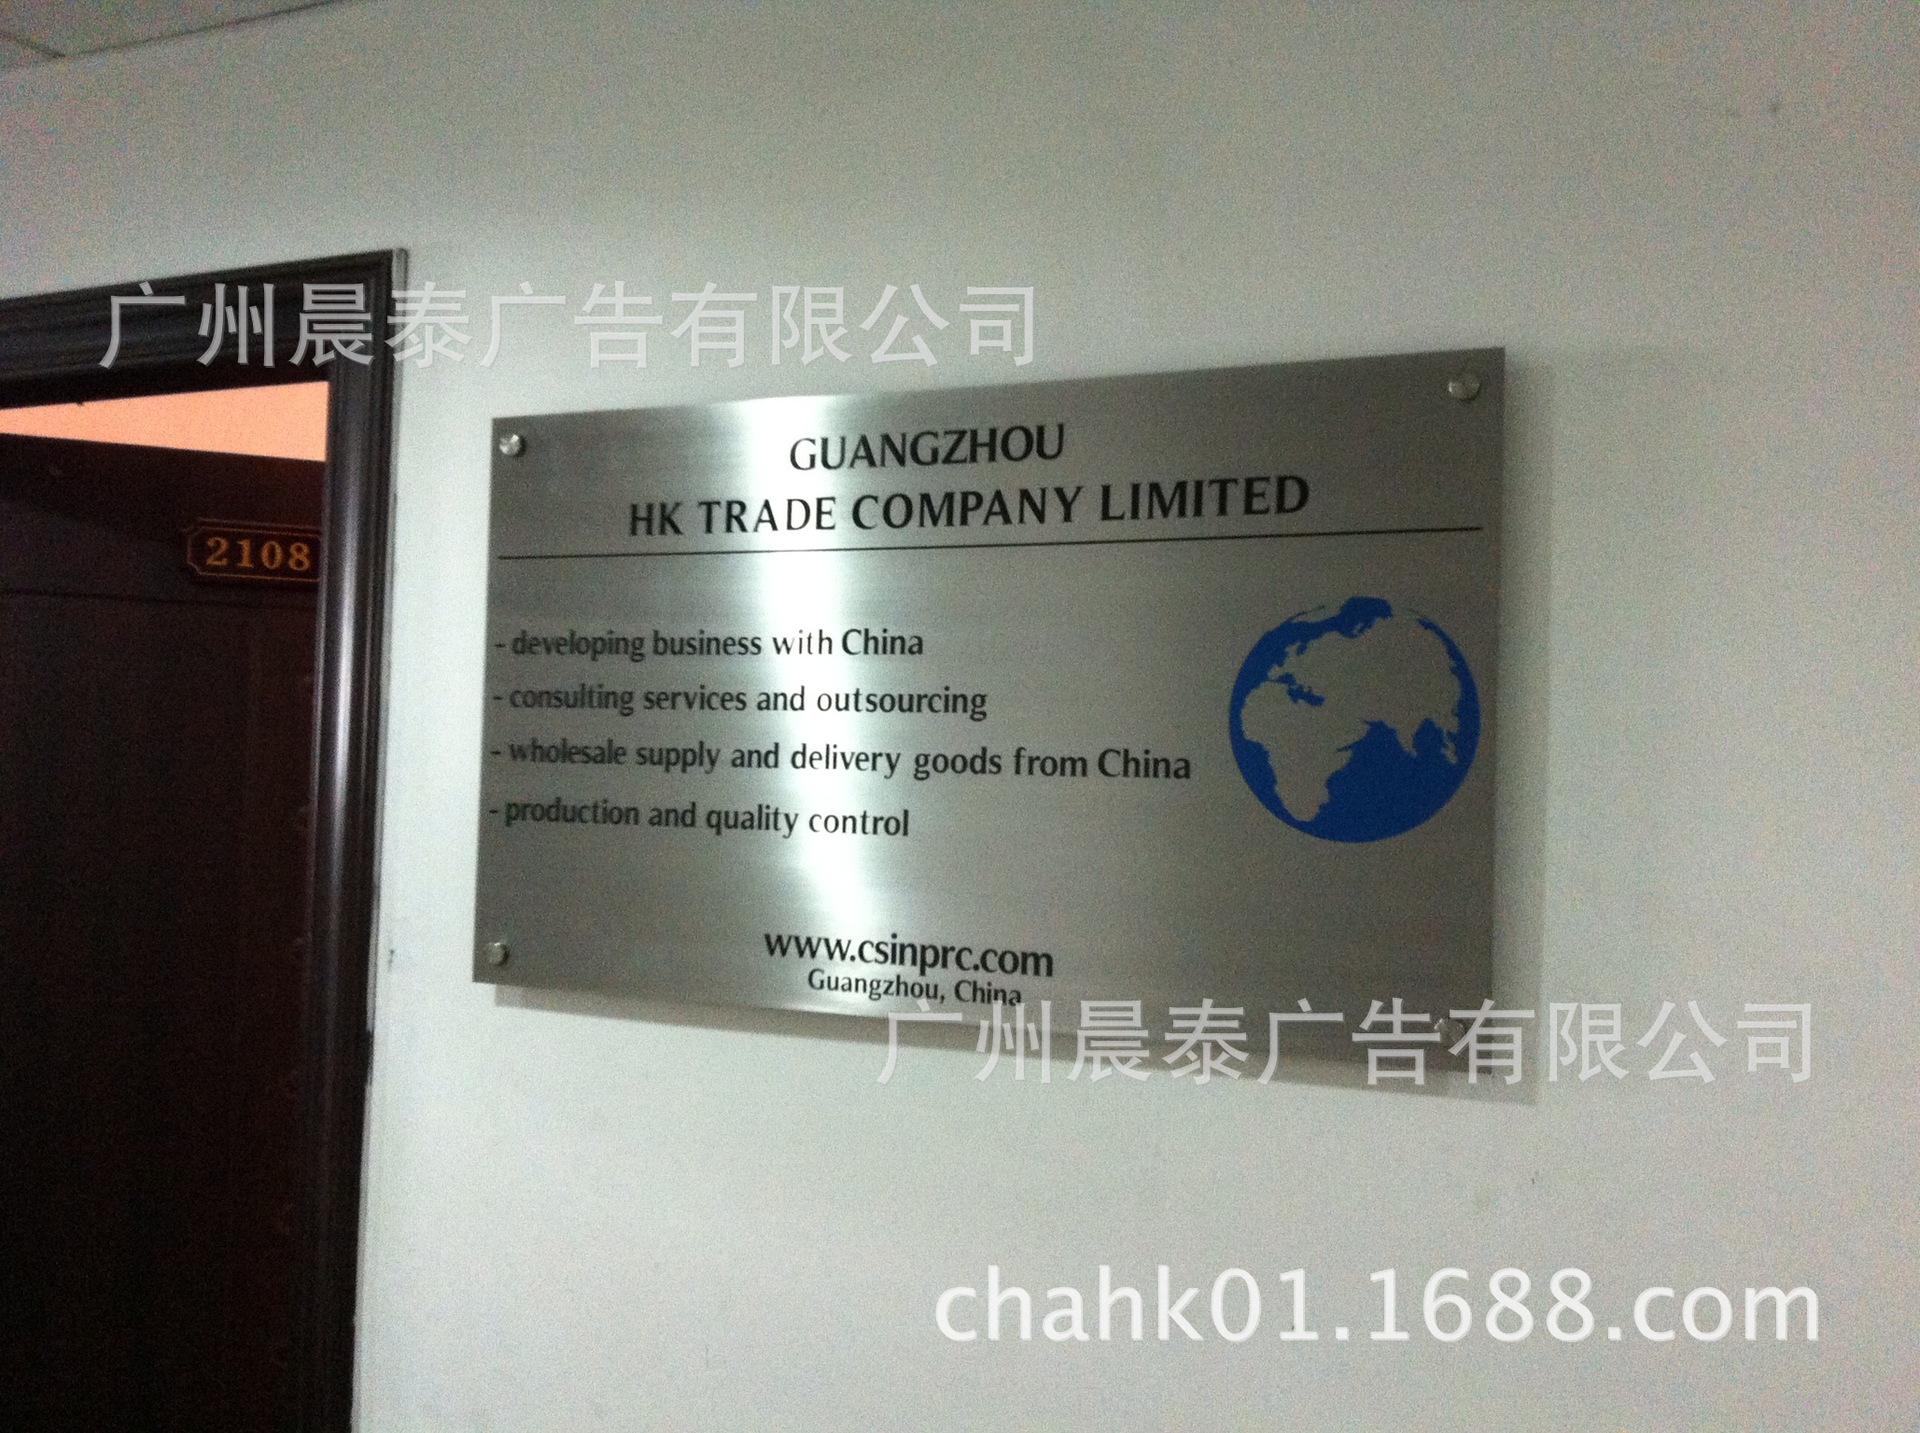 广州晨泰广告有限公司
2108
GUANGZHOU
HK TRADE COMPANY LIMITED
- developing business with China
- consulting services and outsourcing
- wholesale supply and delivery goods from China
- production and quality control
www.csinprc.com
Guangzhou, China
广州晨泰广告有限公司
chahk01.1688.com